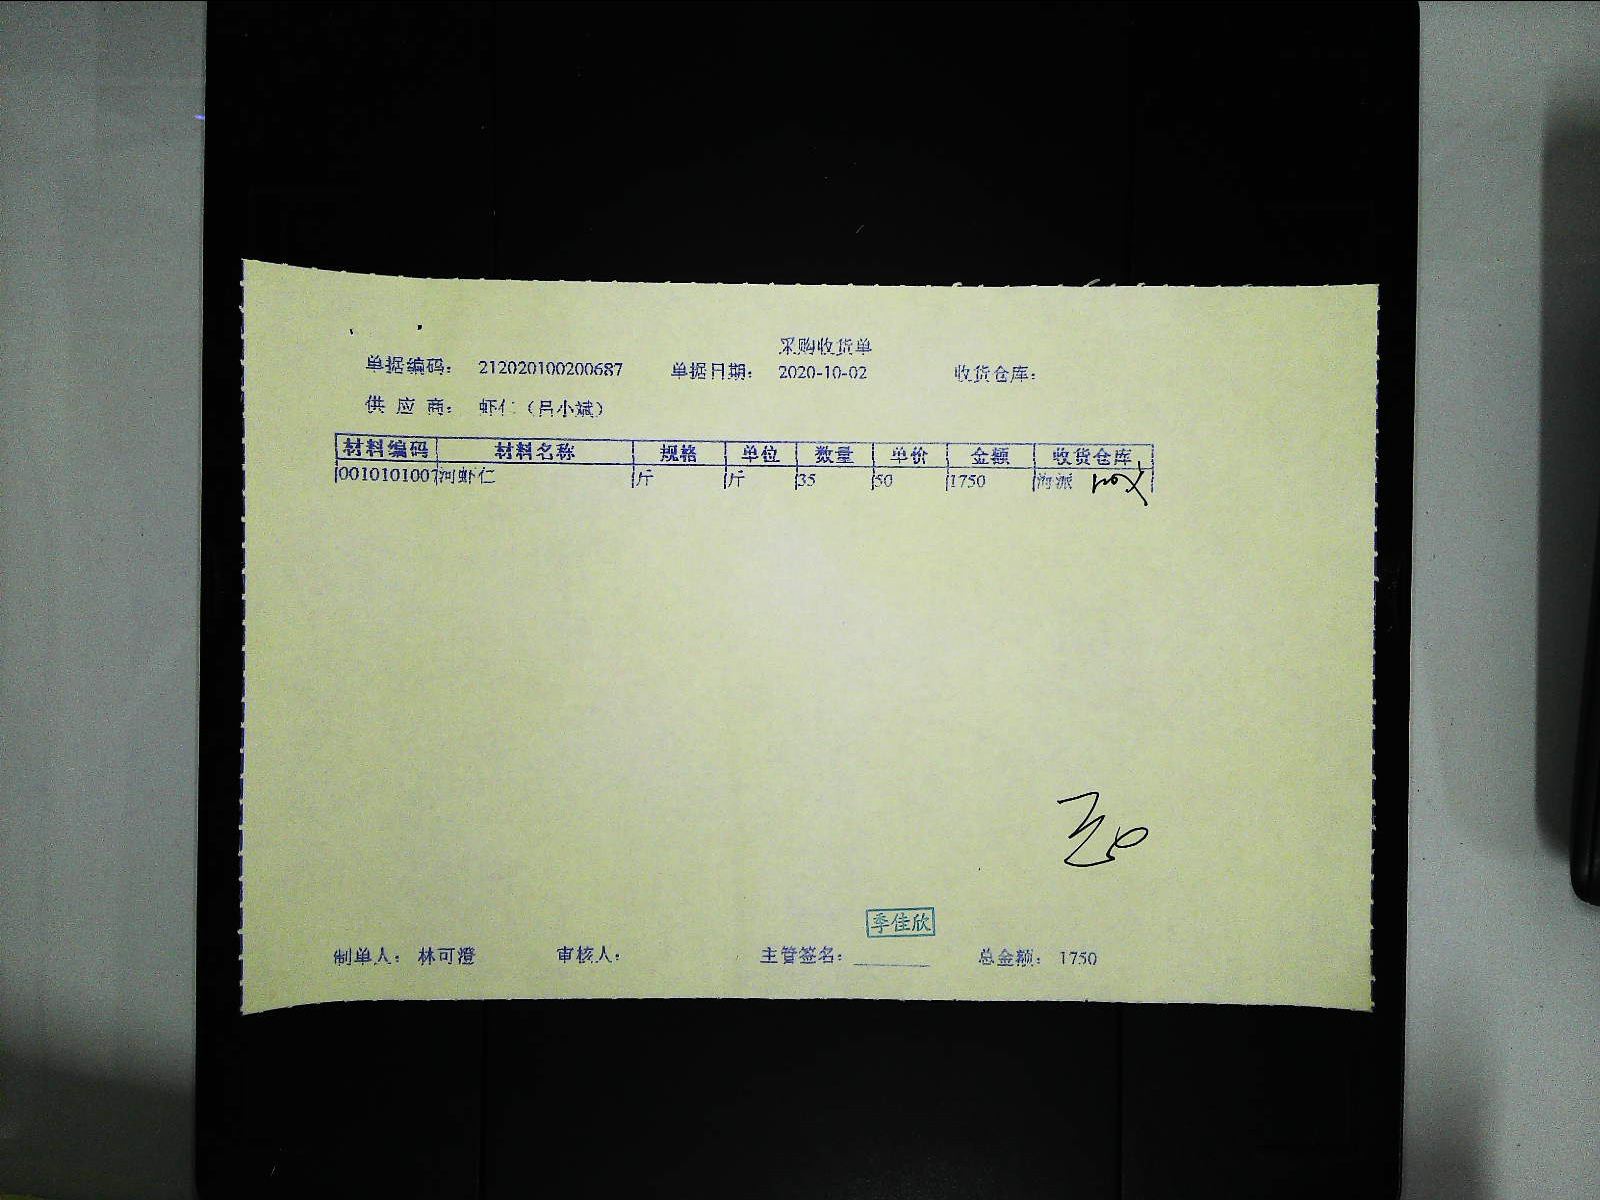 采购收货单
单据编码: 212020100200687 单据日期: 2020-10-02 收货仓库:
供 应 商: 虾仁（吕小斌）
材料编码 材料名称 规格 单位 数量 单价 金额 收货仓库
0010101007 河虾仁 斤 斤 35 50 1750 海派
季佳欣
制单人: 林可澄 审核人: 主管签名: 总金额: 1750